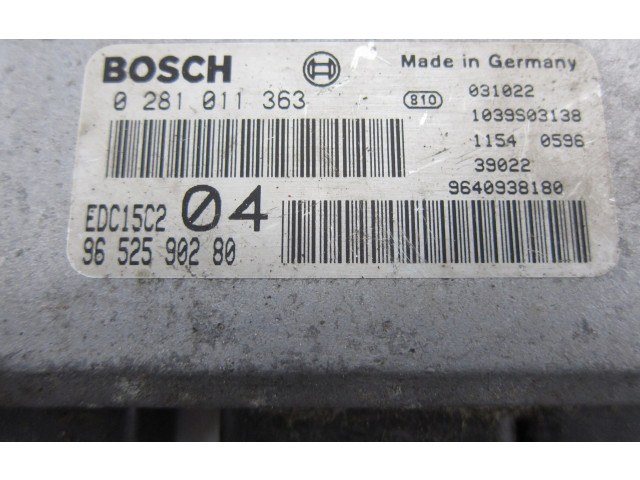 BOSCH Made in Germany
0 281 011 363 810 031022
1039S03138
1154 0596
39022
9640938180
EDC15C2 04
96 525 902 80